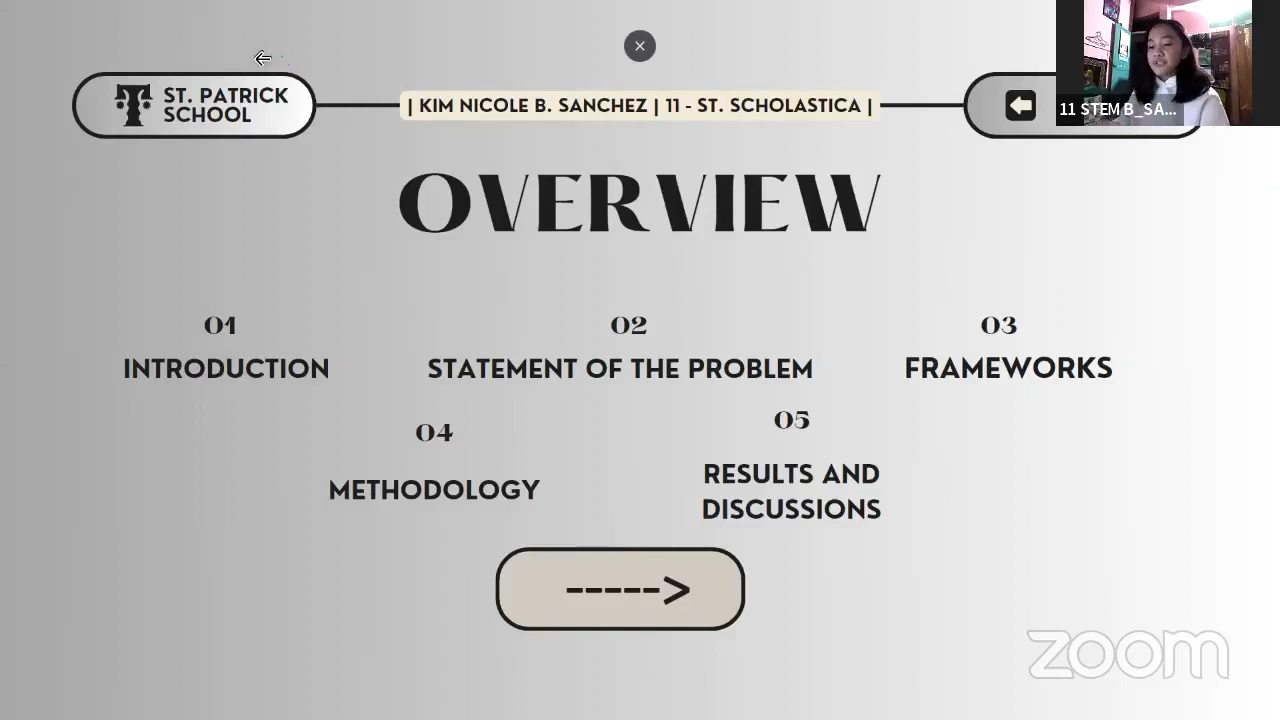 ST. PATRICK
SCHOOL
| KIM NICOLE B. SANCHEZ | 11 - ST. SCHOLASTICA |
11 STEM B_SA...
OVERVIEW
01
INTRODUCTION
02
STATEMENT OF THE PROBLEM
03
FRAMEWORKS
04
METHODOLOGY
05
RESULTS AND
DISCUSSIONS
----->
zoom